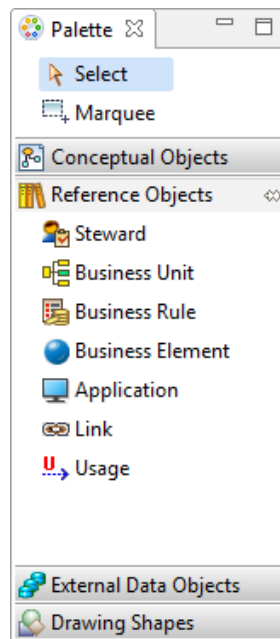 Palette
Select
Marquee
Conceptual Objects
Reference Objects
Steward
Business Unit
Business Rule
Business Element
Application
Link
U Usage
External Data Objects
Drawing Shapes